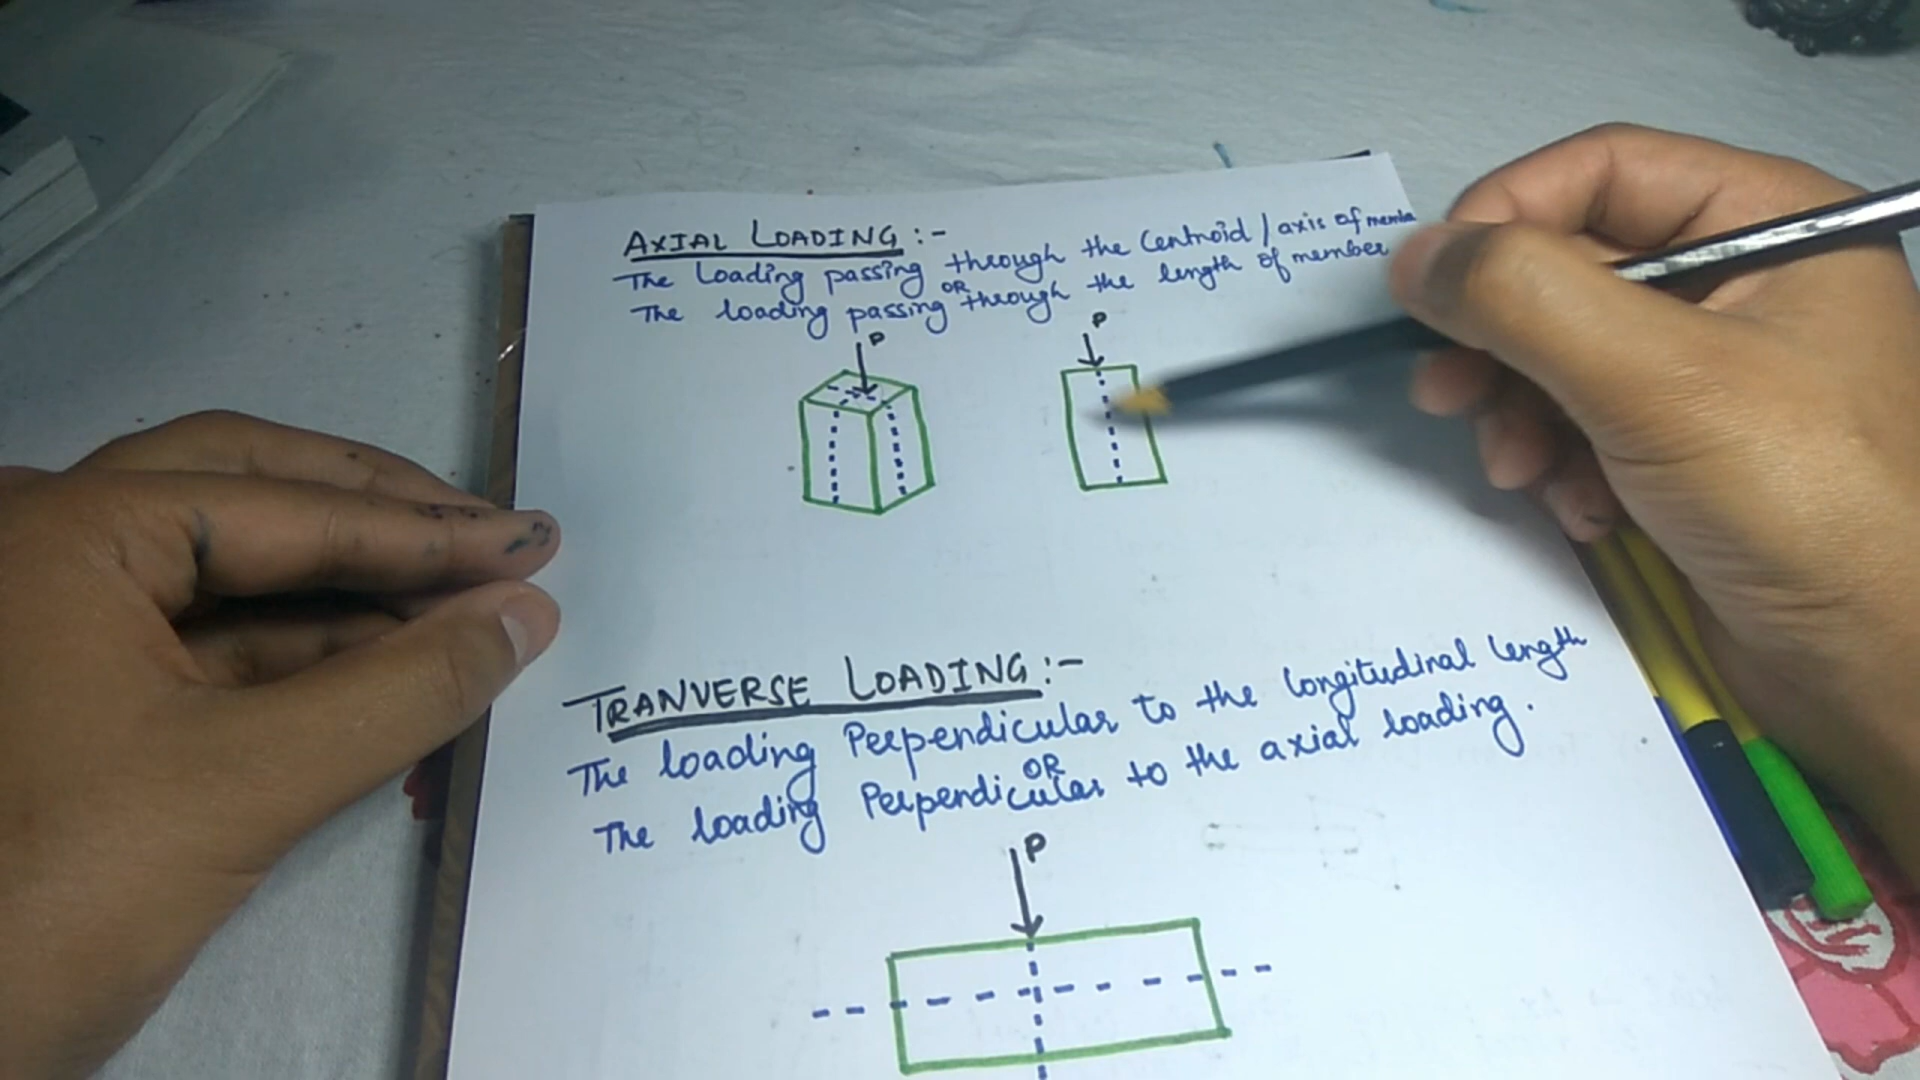 AXIAL LOADING :-
The Loading passing through the Centroid / axis of membe
OR
The loading passing through the length of member
P
P
TRANVERSE LOADING :-
The loading Perpendicular to the longitudinal length
OR
The loading Perpendicular to the axial loading.
P